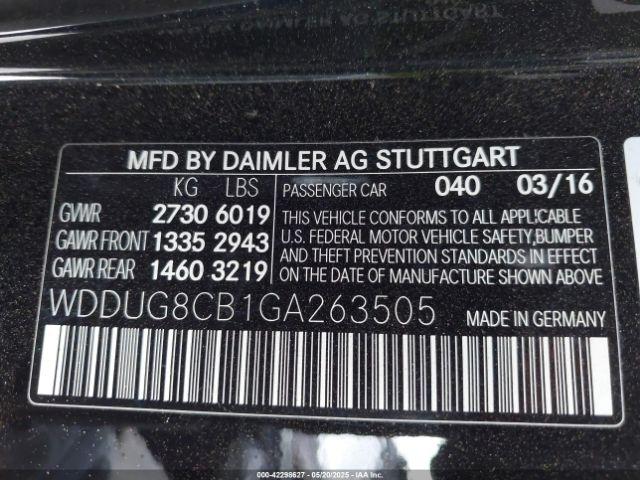 MFD BY DAIMLER AG STUTTGART
KG LBS
GVWR 2730 6019
GAWR FRONT 1335 2943
GAWR REAR 1460 3219
PASSENGER CAR 040 03/16
THIS VEHICLE CONFORMS TO ALL APPLICABLE
U.S. FEDERAL MOTOR VEHICLE SAFETY,BUMPER
AND THEFT PREVENTION STANDARDS IN EFFECT
ON THE DATE OF MANUFACTURE SHOWN ABOVE.
WDDUG8CB1GA263505 MADE IN GERMANY
000-42298627 - 05/20/2025 - IAAI.COM